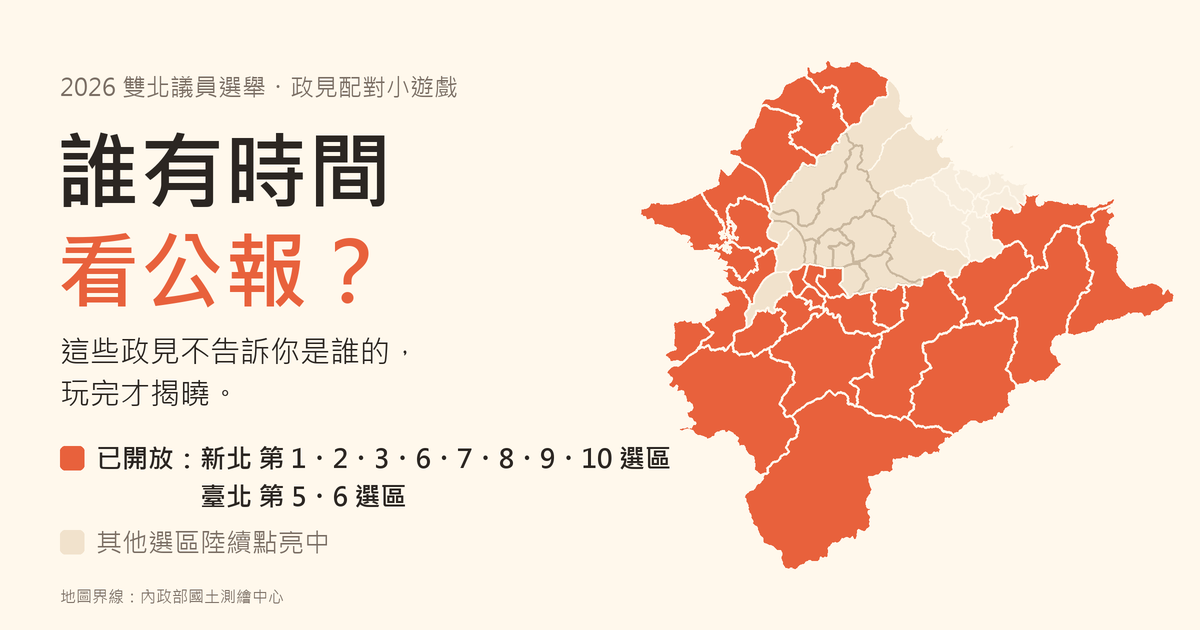 2026 雙北議員選舉・政見配對小遊戲
誰有時間
看公報？
這些政見不告訴你是誰的，
玩完才揭曉。
已開放：新北 第 1・2・3・6・7・8・9・10 選區
臺北 第 5・6 選區
其他選區陸續點亮中
地圖界線：內政部國土測繪中心